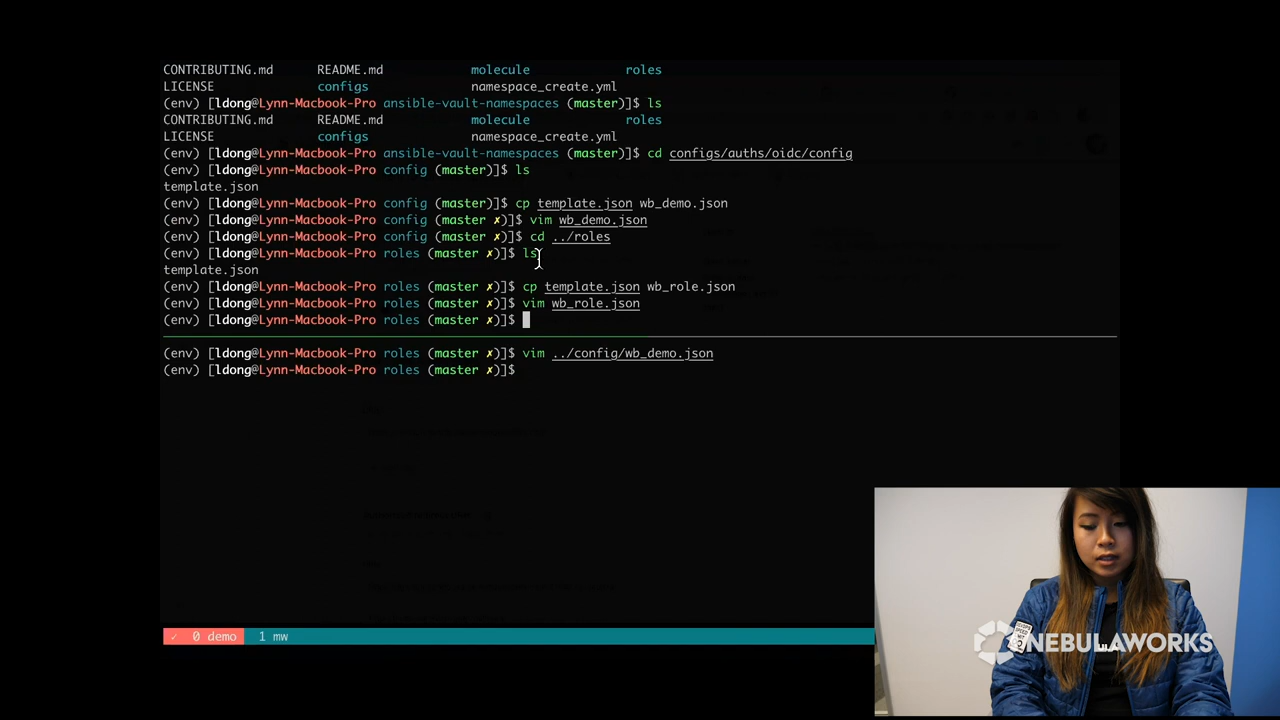 CONTRIBUTING.md README.md molecule roles
LICENSE configs namespace_create.yml
(env) [ldong@Lynn-Macbook-Pro ansible-vault-namespaces (master)]$ ls
CONTRIBUTING.md README.md molecule roles
LICENSE configs namespace_create.yml
(env) [ldong@Lynn-Macbook-Pro ansible-vault-namespaces (master)]$ cd configs/auths/oidc/config
(env) [ldong@Lynn-Macbook-Pro config (master)]$ ls
template.json
(env) [ldong@Lynn-Macbook-Pro config (master)]$ cp template.json wb_demo.json
(env) [ldong@Lynn-Macbook-Pro config (master ✗)]$ vim wb_demo.json
(env) [ldong@Lynn-Macbook-Pro config (master ✗)]$ cd ../roles
(env) [ldong@Lynn-Macbook-Pro roles (master ✗)]$ ls
template.json
(env) [ldong@Lynn-Macbook-Pro roles (master ✗)]$ cp template.json wb_role.json
(env) [ldong@Lynn-Macbook-Pro roles (master ✗)]$ vim wb_role.json
(env) [ldong@Lynn-Macbook-Pro roles (master ✗)]$
(env) [ldong@Lynn-Macbook-Pro roles (master ✗)]$ vim ../config/wb_demo.json
(env) [ldong@Lynn-Macbook-Pro roles (master ✗)]$
✓ 0 demo 1 mw
NEBULAWORKS